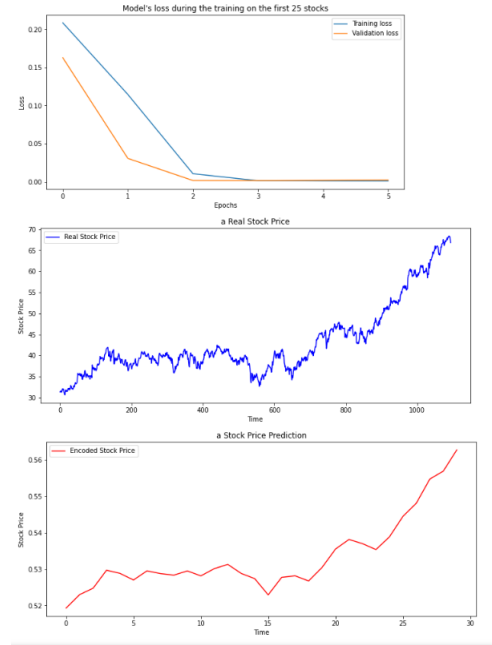 Model's loss during the training on the first 25 stocks
Training loss
Validation loss
0.20
0.15
0.10
0.05
0.00
Loss
0 1 2 3 4 5
Epochs
a Real Stock Price
Real Stock Price
70
65
60
55
50
45
40
35
30
Stock Price
0 200 400 600 800 1000
Time
a Stock Price Prediction
Encoded Stock Price
0.56
0.55
0.54
0.53
0.52
Stock Price
0 5 10 15 20 25 30
Time